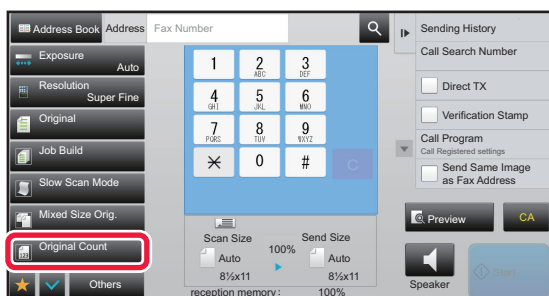 Address Book
Address
Fax Number
Sending History
Call Search Number
Direct TX
Verification Stamp
Call Program
Call Registered settings
Send Same Image
as Fax Address
Exposure
Auto
Resolution
Super Fine
Original
Job Build
Slow Scan Mode
Mixed Size Orig.
Original Count
Others
1
2
ABC
3
DEF
4
GHI
5
JKL
6
MNO
7
PQRS
8
TUV
9
WXYZ
0
#
C
Scan Size
100%
Send Size
Auto
8½x11
Auto
8½x11
reception memory: 100%
Preview
CA
Speaker
Start